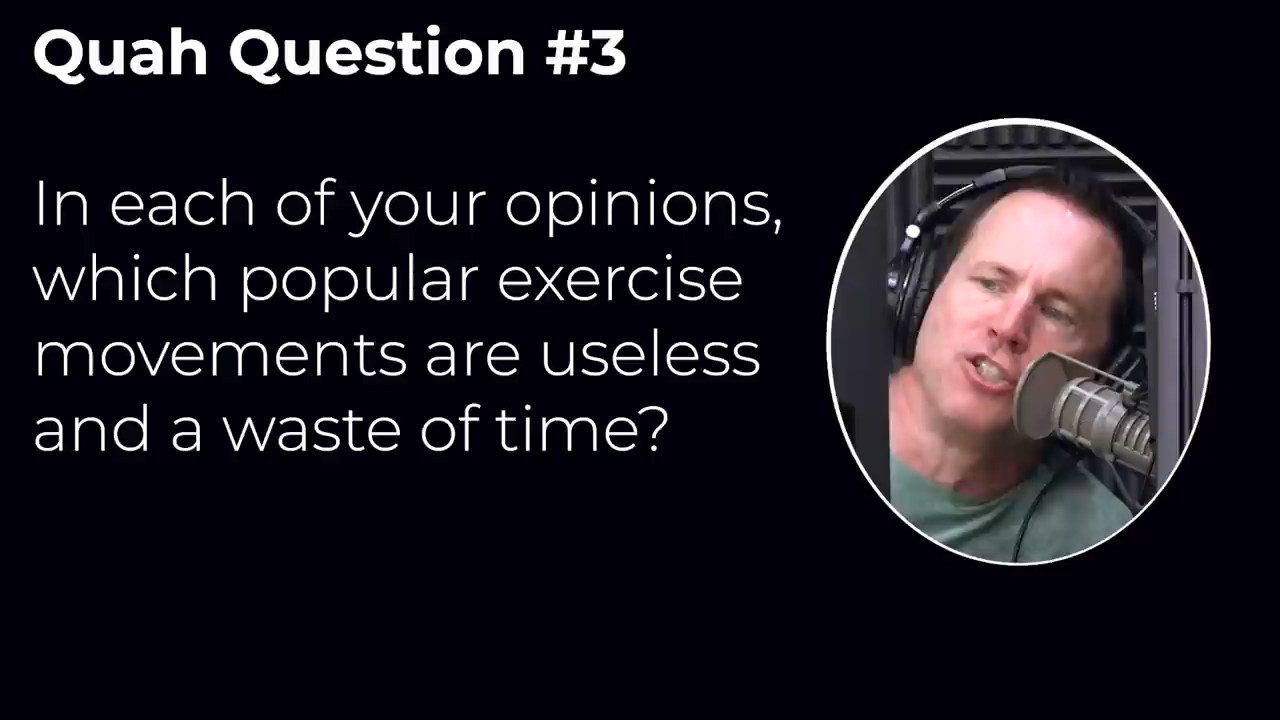 Quah Question #3
In each of your opinions,
which popular exercise
movements are useless
and a waste of time?